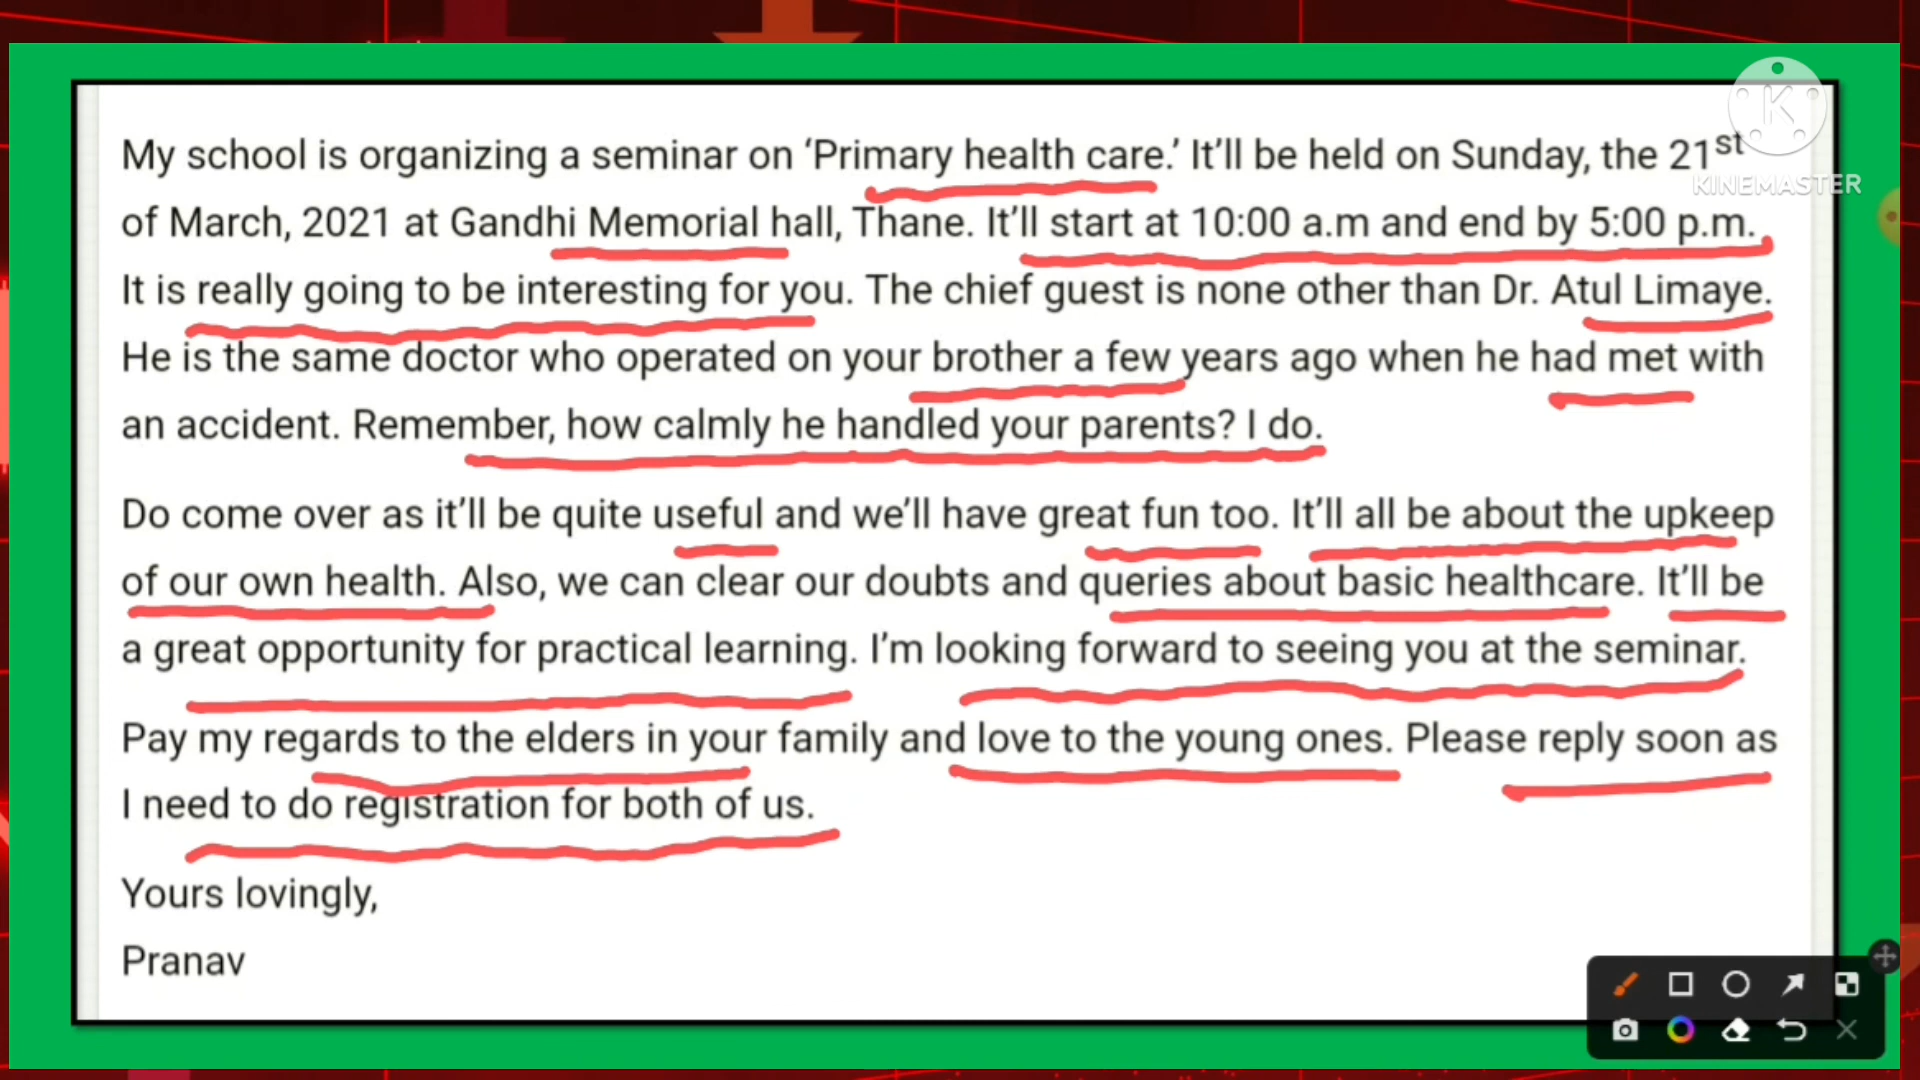 My school is organizing a seminar on ‘Primary health care.’ It’ll be held on Sunday, the 21st
of March, 2021 at Gandhi Memorial hall, Thane. It’ll start at 10:00 a.m and end by 5:00 p.m.
It is really going to be interesting for you. The chief guest is none other than Dr. Atul Limaye.
He is the same doctor who operated on your brother a few years ago when he had met with
an accident. Remember, how calmly he handled your parents? I do.
Do come over as it’ll be quite useful and we’ll have great fun too. It’ll all be about the upkeep
of our own health. Also, we can clear our doubts and queries about basic healthcare. It’ll be
a great opportunity for practical learning. I’m looking forward to seeing you at the seminar.
Pay my regards to the elders in your family and love to the young ones. Please reply soon as
I need to do registration for both of us.
Yours lovingly,
Pranav
K
KINEMASTER